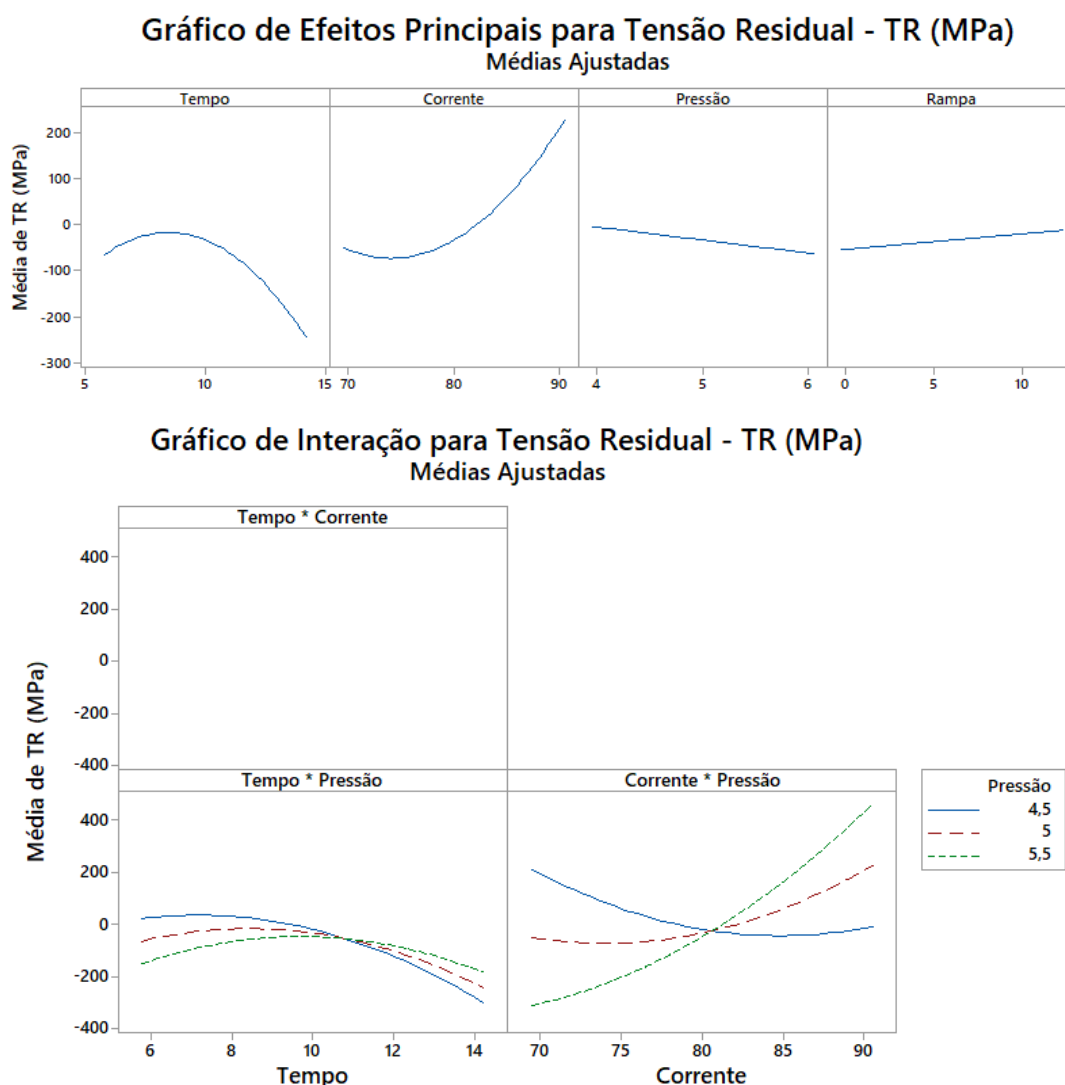 Gráfico de Efeitos Principais para Tensão Residual - TR (MPa)
Médias Ajustadas
Tempo Corrente Pressão Rampa
Média de TR (MPa)
200
100
0
-100
-200
-300
5 10 15 70 80 90 4 5 6 0 5 10
Gráfico de Interação para Tensão Residual - TR (MPa)
Médias Ajustadas
Tempo * Corrente
Média de TR (MPa)
400
200
0
-200
-400
Tempo * Pressão Corrente * Pressão
400
200
0
-200
-400
6 8 10 12 14 70 75 80 85 90
Tempo Corrente
Pressão
4,5
5
5,5